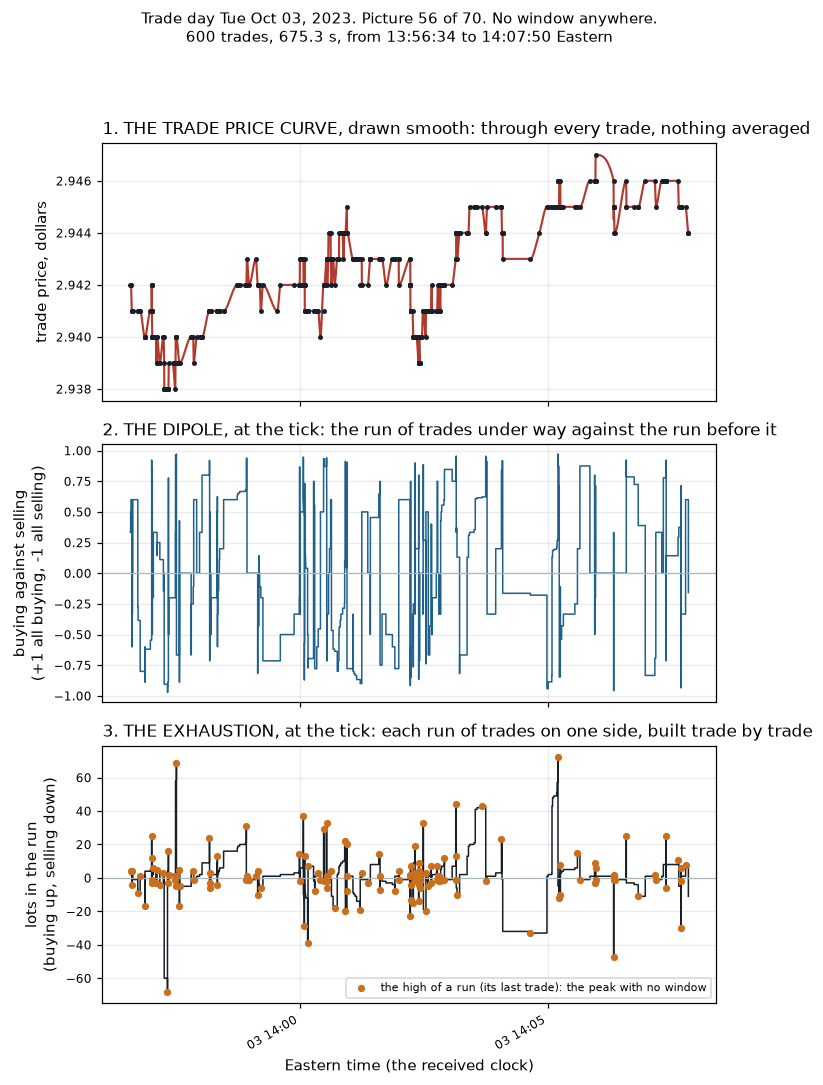 Trade day Tue Oct 03, 2023. Picture 56 of 70. No window anywhere.
600 trades, 675.3 s, from 13:56:34 to 14:07:50 Eastern
1. THE TRADE PRICE CURVE, drawn smooth: through every trade, nothing averaged
trade price, dollars
2.946
2.944
2.942
2.940
2.938
2. THE DIPOLE, at the tick: the run of trades under way against the run before it
buying against selling
(+1 all buying, -1 all selling)
1.00
0.75
0.50
0.25
0.00
−0.25
−0.50
−0.75
−1.00
3. THE EXHAUSTION, at the tick: each run of trades on one side, built trade by trade
lots in the run
(buying up, selling down)
60
40
20
0
−20
−40
−60
the high of a run (its last trade): the peak with no window
03 14:00
03 14:05
Eastern time (the received clock)